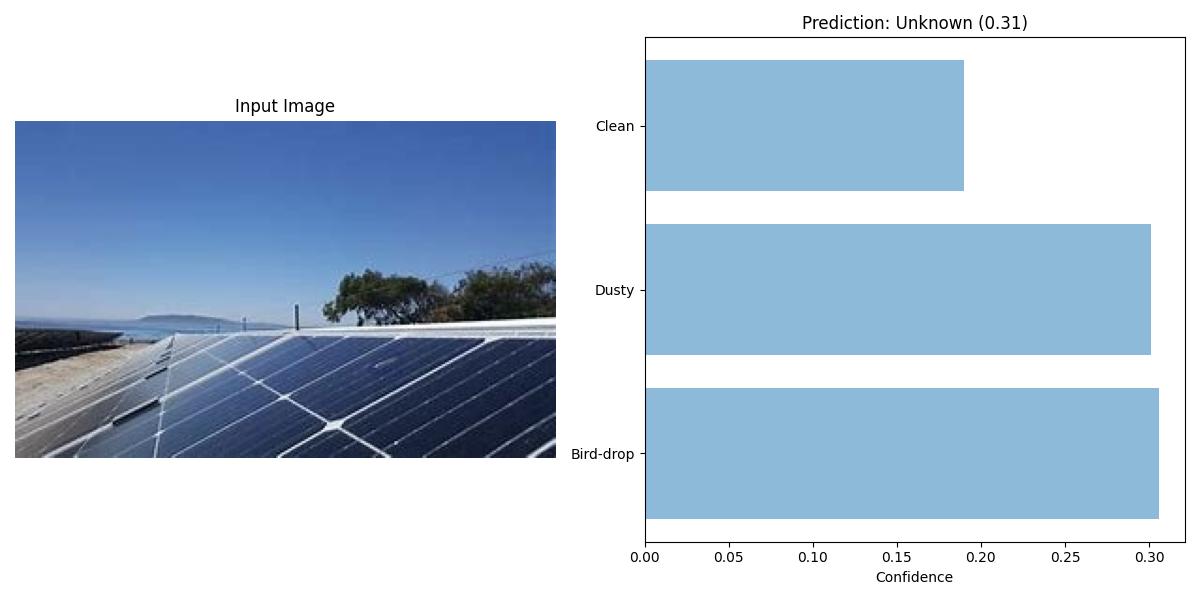 Input Image
Prediction: Unknown (0.31)
Clean
Dusty
Bird-drop
0.00 0.05 0.10 0.15 0.20 0.25 0.30
Confidence